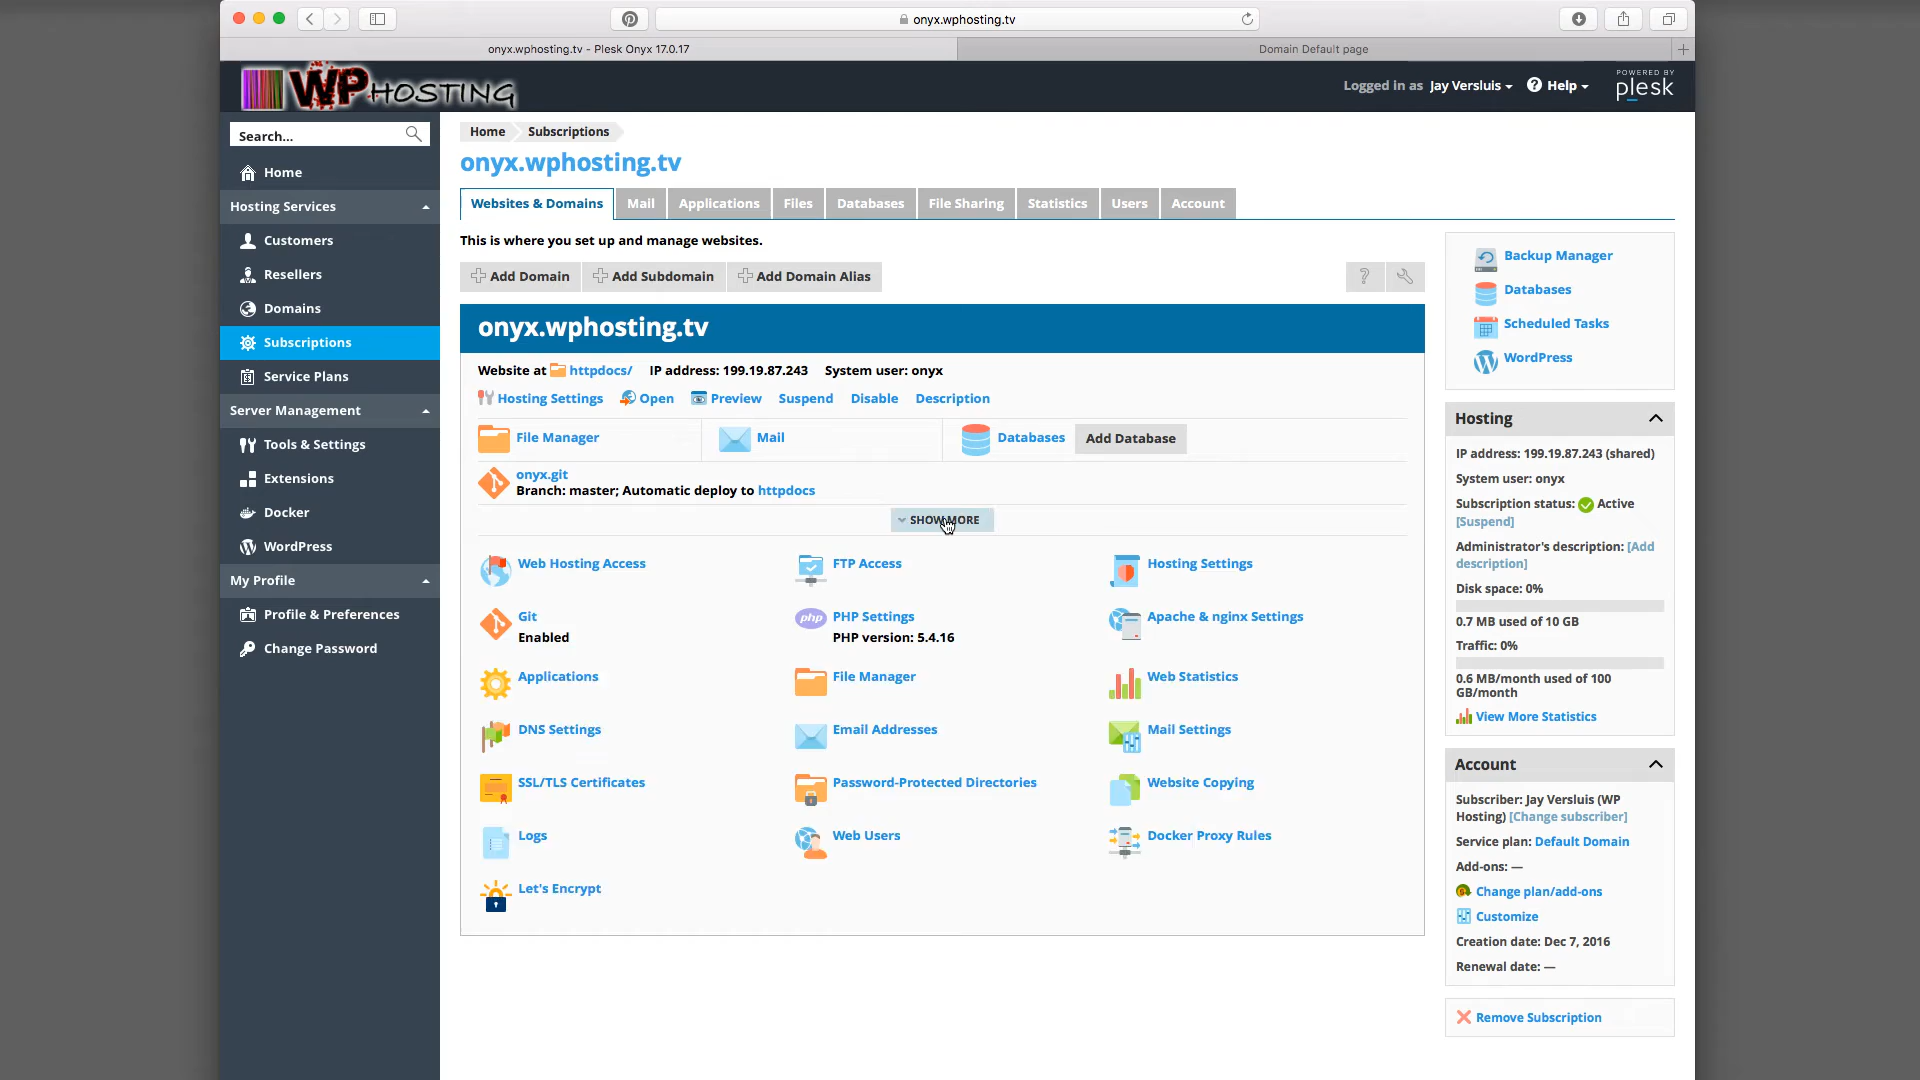 onyx.wphosting.tv
onyx.wphosting.tv - Plesk Onyx 17.0.17
Domain Default page
WPHOSTING
Logged in as Jay Versluis
Help
POWERED BY
plesk
Search...
Home
Hosting Services
Customers
Resellers
Domains
Subscriptions
Service Plans
Server Management
Tools & Settings
Extensions
Docker
WordPress
My Profile
Profile & Preferences
Change Password
Home Subscriptions
onyx.wphosting.tv
Websites & Domains Mail Applications Files Databases File Sharing Statistics Users Account
This is where you set up and manage websites.
Add Domain Add Subdomain Add Domain Alias ?
onyx.wphosting.tv
Website at httpdocs/ IP address: 199.19.87.243 System user: onyx
Hosting Settings Open Preview Suspend Disable Description
File Manager Mail Databases Add Database
onyx.git
Branch: master; Automatic deploy to httpdocs
SHOW MORE
Web Hosting Access FTP Access Hosting Settings
Git PHP Settings Apache & nginx Settings
Enabled php PHP version: 5.4.16
Applications File Manager Web Statistics
DNS Settings Email Addresses Mail Settings
SSL/TLS Certificates Password-Protected Directories Website Copying
Logs Web Users Docker Proxy Rules
Let's Encrypt
Backup Manager
Databases
Scheduled Tasks
WordPress
Hosting
IP address: 199.19.87.243 (shared)
System user: onyx
Subscription status: Active
[Suspend]
Administrator's description: [Add
description]
Disk space: 0%
0.7 MB used of 10 GB
Traffic: 0%
0.6 MB/month used of 100
GB/month
View More Statistics
Account
Subscriber: Jay Versluis (WP
Hosting) [Change subscriber]
Service plan: Default Domain
Add-ons: —
Change plan/add-ons
Customize
Creation date: Dec 7, 2016
Renewal date: —
Remove Subscription